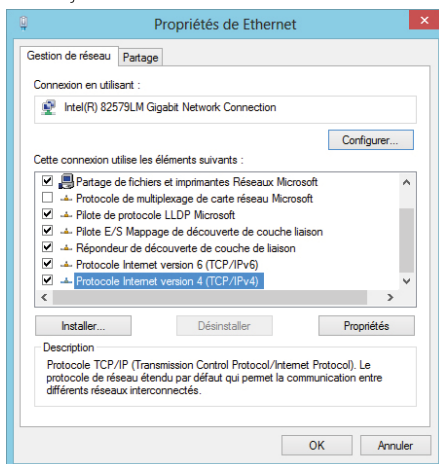 Propriétés de Ethernet
Gestion de réseau Partage
Connexion en utilisant :
Intel(R) 82579LM Gigabit Network Connection
Configurer...
Cette connexion utilise les éléments suivants :
Partage de fichiers et imprimantes Réseaux Microsoft
Protocole de multiplexage de carte réseau Microsoft
Pilote de protocole LLDP Microsoft
Pilote E/S Mappage de découverte de couche liaison
Répondeur de découverte de couche de liaison
Protocole Internet version 6 (TCP/IPv6)
Protocole Internet version 4 (TCP/IPv4)
Installer... Désinstaller Propriétés
Description
Protocole TCP/IP (Transmission Control Protocol/Internet Protocol). Le
protocole de réseau étendu par défaut qui permet la communication entre
différents réseaux interconnectés.
OK Annuler